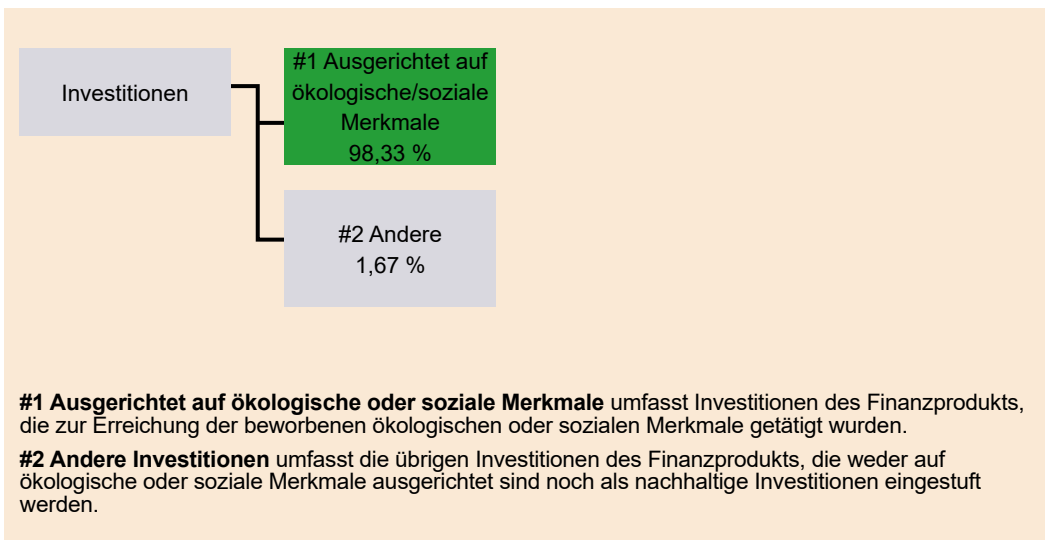 Investitionen
#1 Ausgerichtet auf
ökologische/soziale
Merkmale
98,33 %
#2 Andere
1,67 %
#1 Ausgerichtet auf ökologische oder soziale Merkmale umfasst Investitionen des Finanzprodukts,
die zur Erreichung der beworbenen ökologischen oder sozialen Merkmale getätigt wurden.
#2 Andere Investitionen umfasst die übrigen Investitionen des Finanzprodukts, die weder auf
ökologische oder soziale Merkmale ausgerichtet sind noch als nachhaltige Investitionen eingestuft
werden.